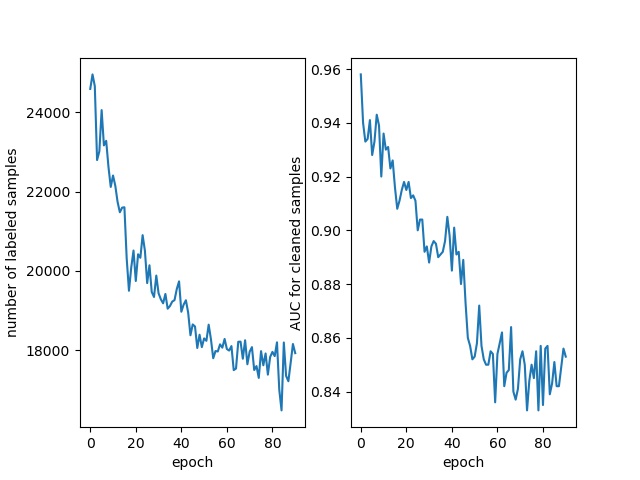 number of labeled samples
24000
22000
20000
18000
0 20 40 60 80
epoch
AUC for cleaned samples
0.96
0.94
0.92
0.90
0.88
0.86
0.84
0 20 40 60 80
epoch